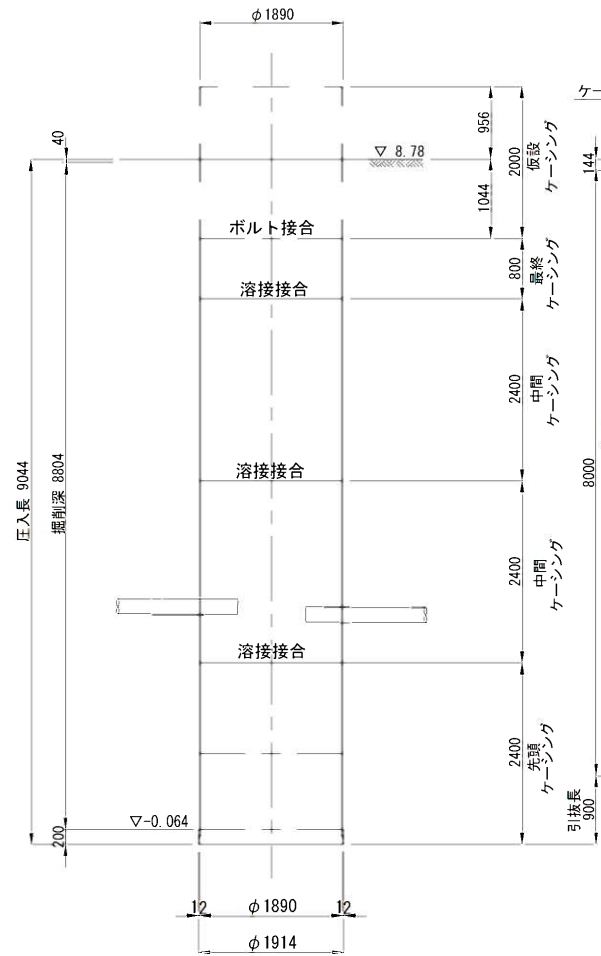 φ1890
ケー
40
▽ 8.78
956
1044
2000
仮設
ケーシング
144
ボルト接合
800
最終
ケーシング
溶接接合
2400
中間
ケーシング
圧入長 9044
掘削深 8804
溶接接合
8000
2400
中間
ケーシング
溶接接合
2400
先頭
ケーシング
引抜長
900
200
▽-0.064
12
φ1890
12
φ1914